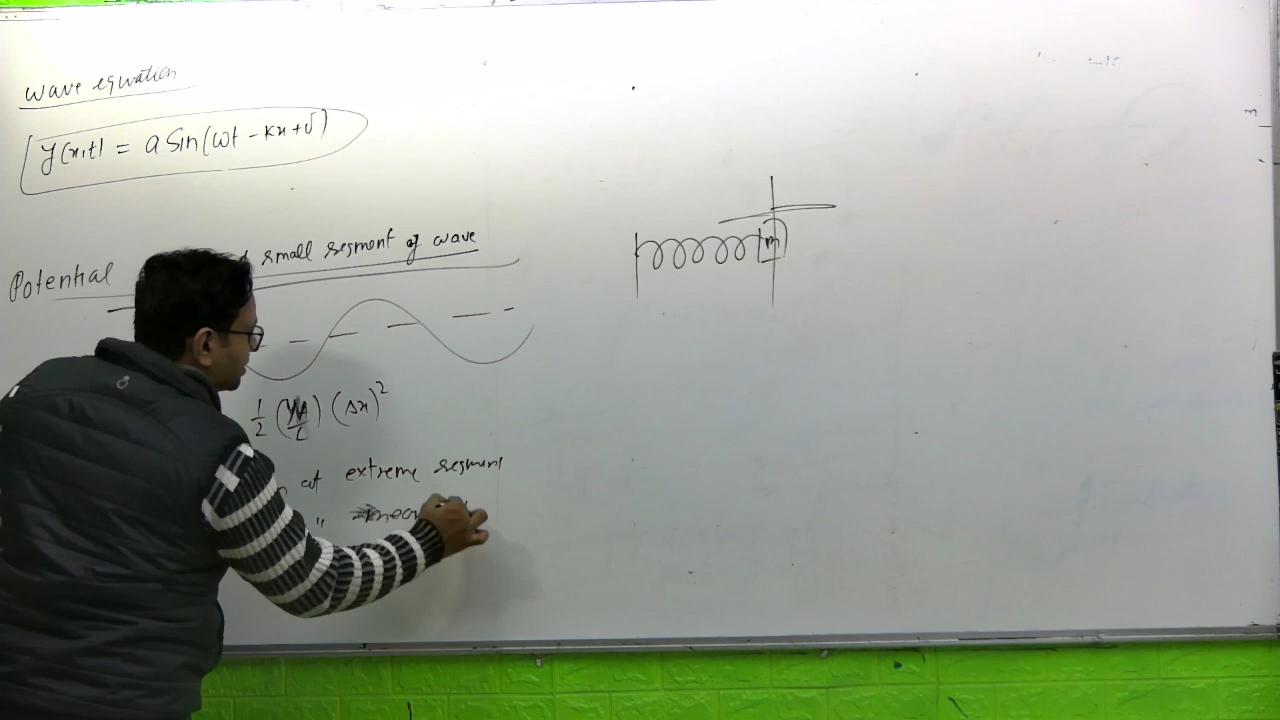 wave equation
y(x,t) = a sin(ωt - kx + δ)
Potential
small segment of wave
m
1/2 (YA/L) (Δx)²
at extreme segment
"